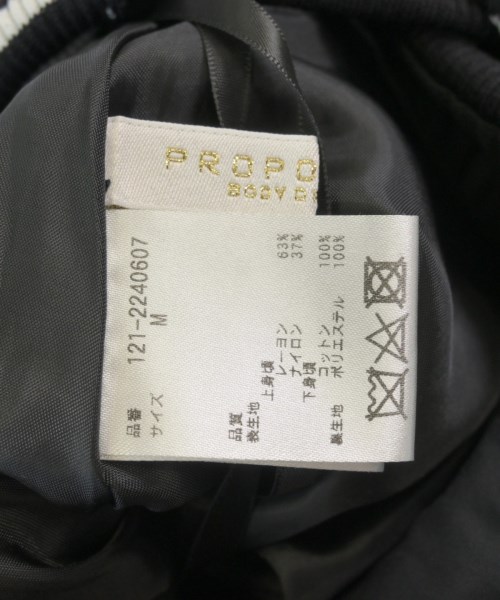 PROPO
BODY D
品番 121-2240607
サイズ M
品質
表生地
上身頃 レーヨン 63%
ナイロン 37%
下身頃 コットン 100%
裏生地 ポリエステル 100%